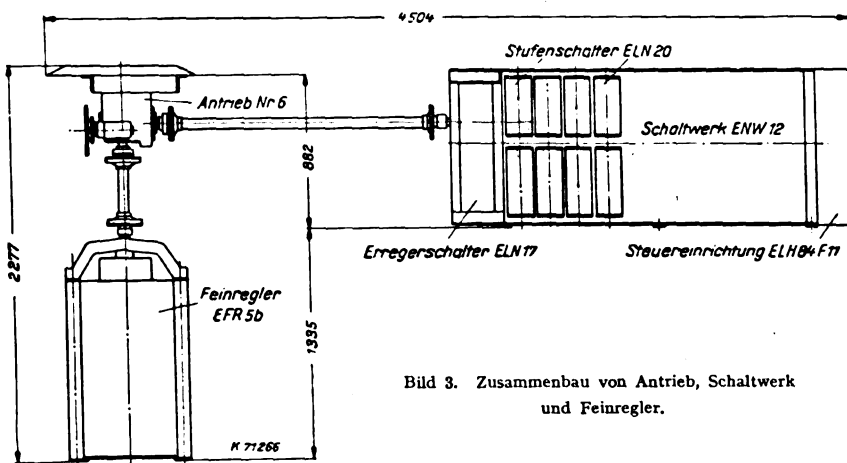 4504
Stufenschalter ELN 20
Antrieb Nr 6
Schaltwerk ENW 12
882
2277
Erregerschalter ELN 17
Steuereinrichtung ELH 84 F 11
Feinregler
EFR 5b
1395
Bild 3. Zusammenbau von Antrieb, Schaltwerk
und Feinregler.
K 71266